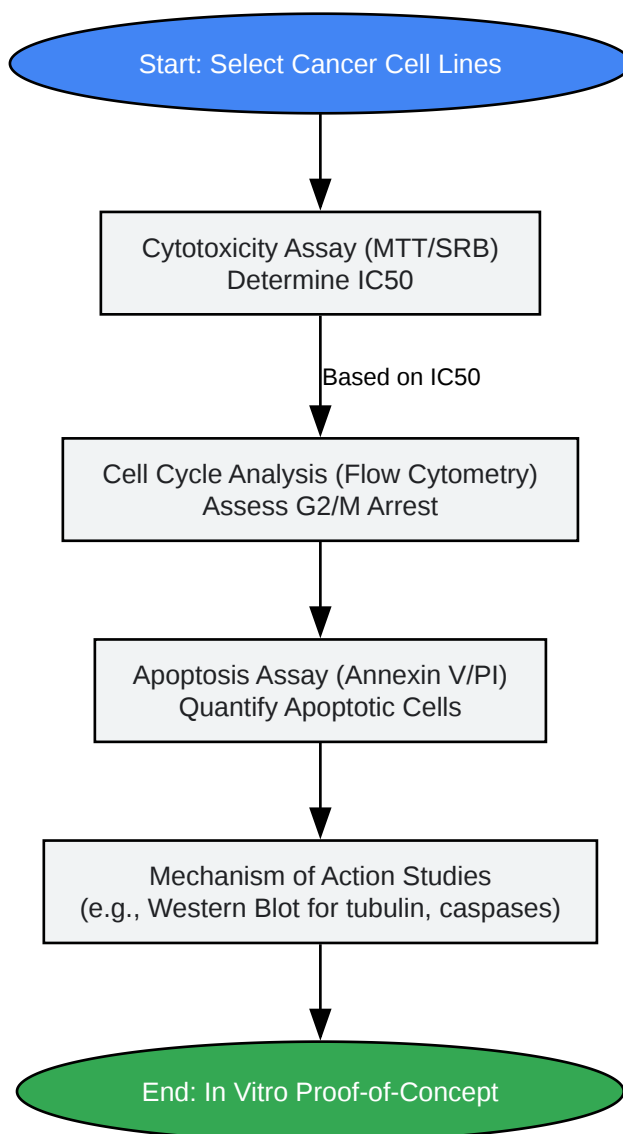 Start: Select Cancer Cell Lines
Cytotoxicity Assay (MTT/SRB)
Determine IC50
Based on IC50
Cell Cycle Analysis (Flow Cytometry)
Assess G2/M Arrest
Apoptosis Assay (Annexin V/PI)
Quantify Apoptotic Cells
Mechanism of Action Studies
(e.g., Western Blot for tubulin, caspases)
End: In Vitro Proof-of-Concept